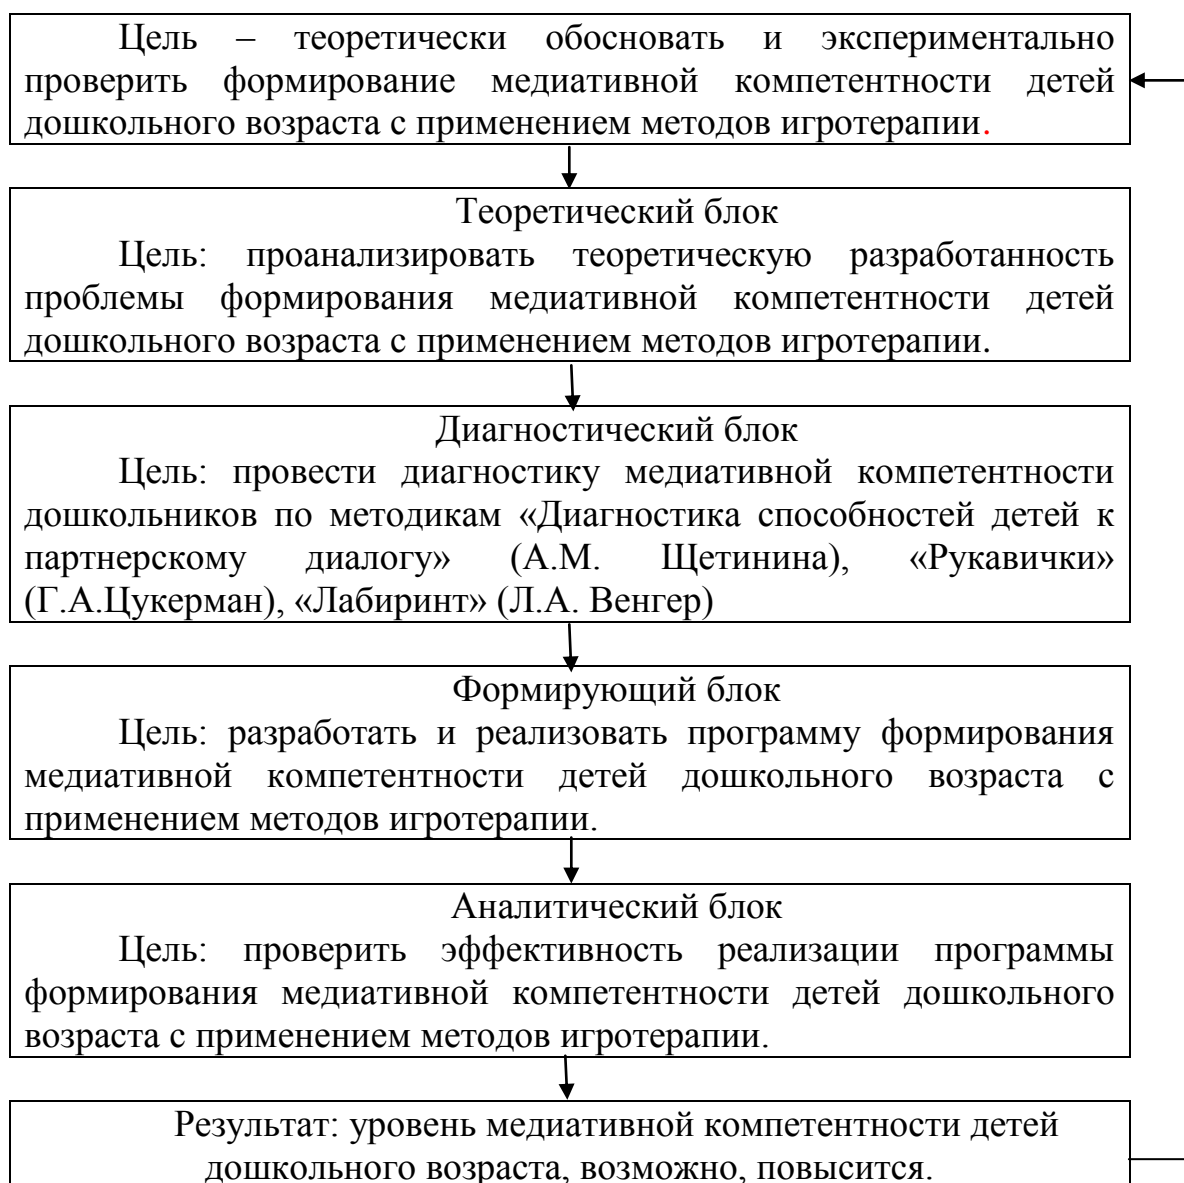 Цель – теоретически обосновать и экспериментально
проверить формирование медиативной компетентности детей
дошкольного возраста с применением методов игротерапии.
Теоретический блок
Цель: проанализировать теоретическую разработанность
проблемы формирования медиативной компетентности детей
дошкольного возраста с применением методов игротерапии.
Диагностический блок
Цель: провести диагностику медиативной компетентности
дошкольников по методикам «Диагностика способностей детей к
партнерскому диалогу» (А.М. Щетинина), «Рукавички»
(Г.А.Цукерман), «Лабиринт» (Л.А. Венгер)
Формирующий блок
Цель: разработать и реализовать программу формирования
медиативной компетентности детей дошкольного возраста с
применением методов игротерапии.
Аналитический блок
Цель: проверить эффективность реализации программы
формирования медиативной компетентности детей дошкольного
возраста с применением методов игротерапии.
Результат: уровень медиативной компетентности детей
дошкольного возраста, возможно, повысится.